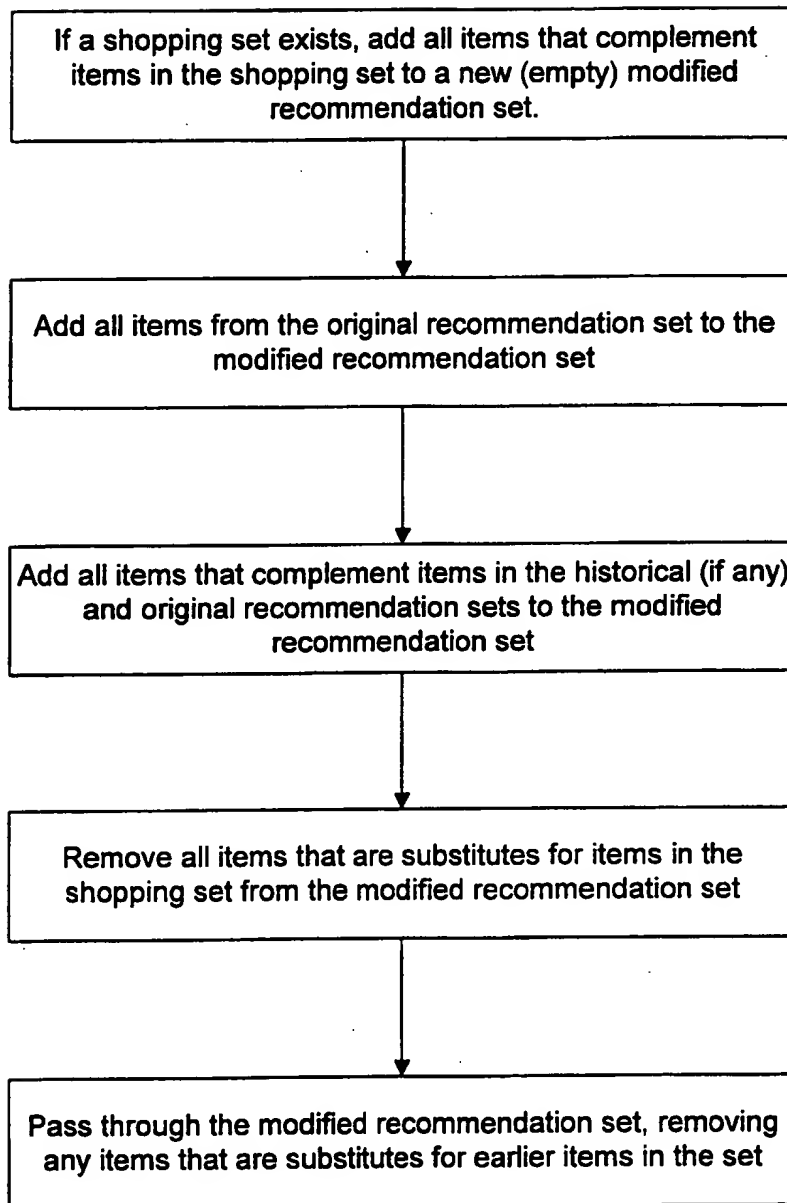 If a shopping set exists, add all items that complement
items in the shopping set to a new (empty) modified
recommendation set.
Add all items from the original recommendation set to the
modified recommendation set
Add all items that complement items in the historical (if any)
and original recommendation sets to the modified
recommendation set
Remove all items that are substitutes for items in the
shopping set from the modified recommendation set
Pass through the modified recommendation set, removing
any items that are substitutes for earlier items in the set